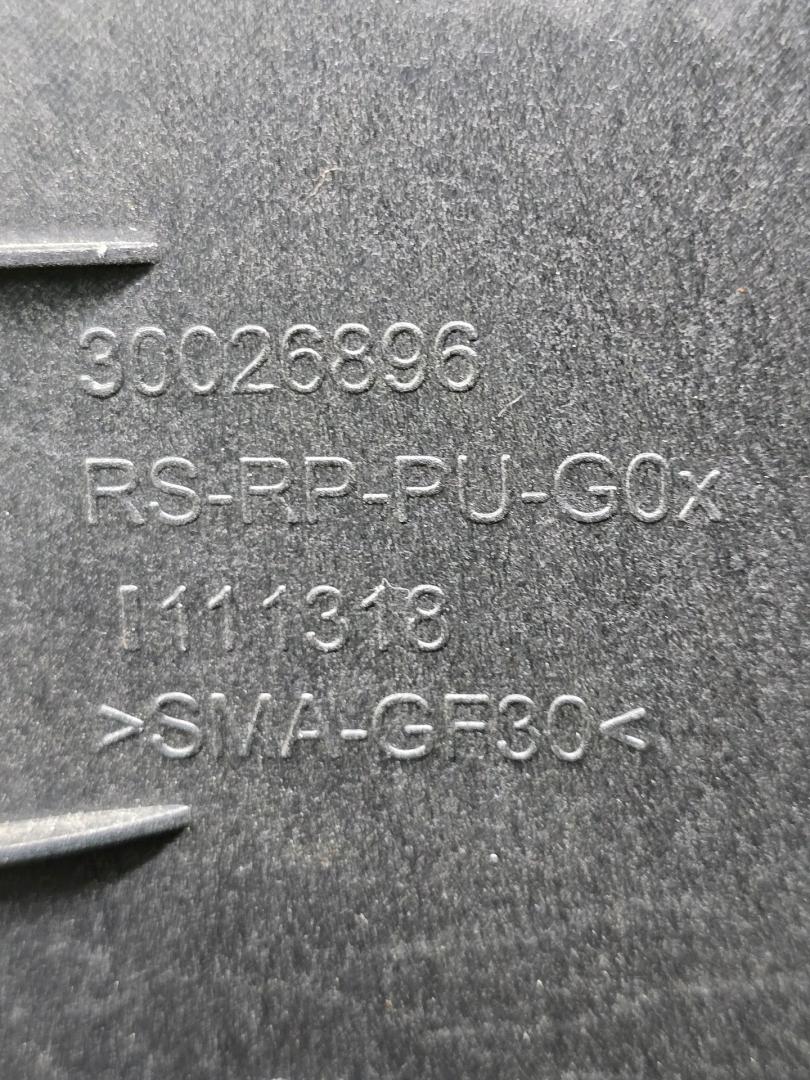 30026896
RS-RP-PU-G0x
I111318
>SMA-GF30<